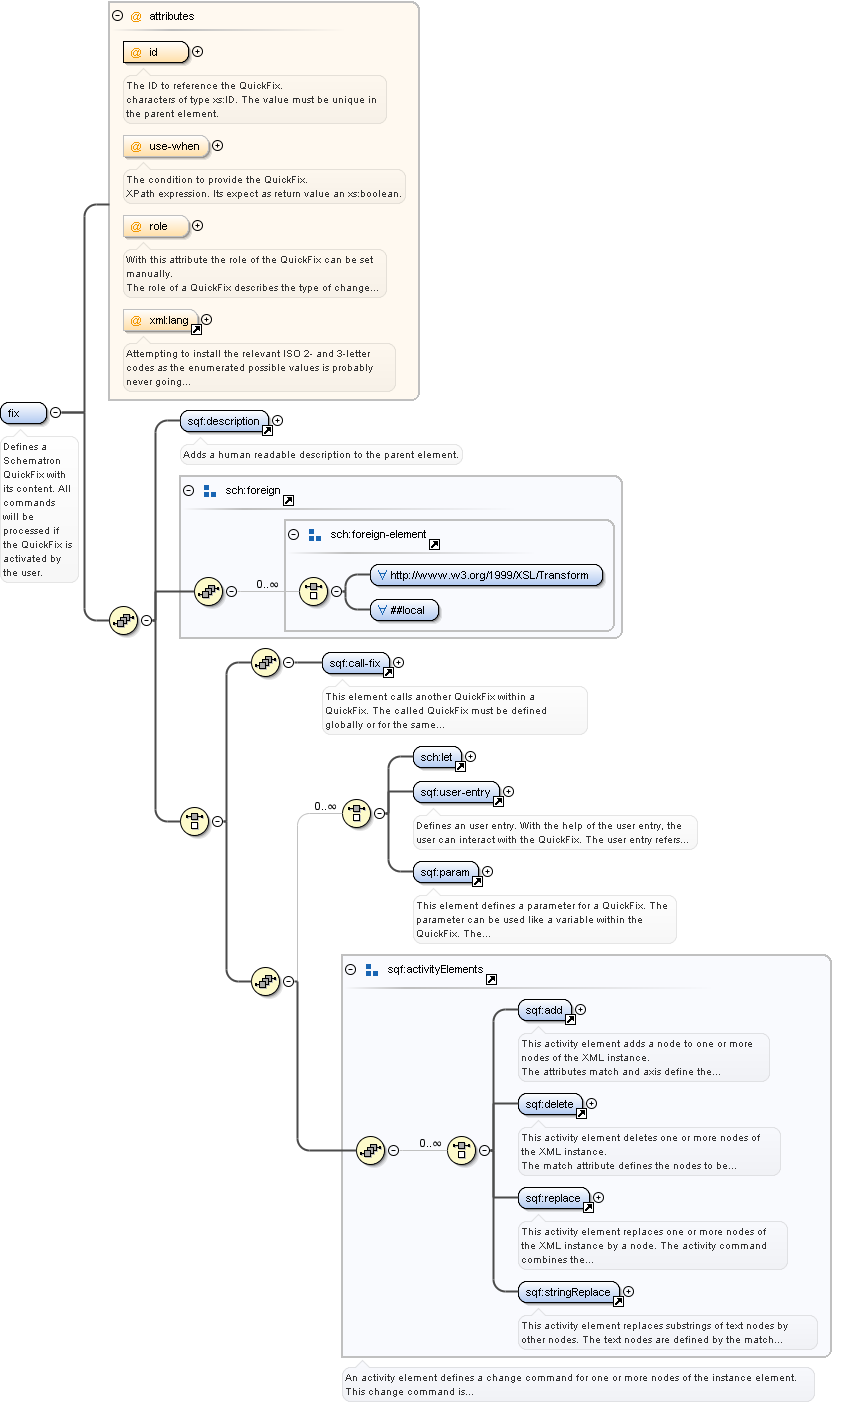 attributes
@ id
The ID to reference the QuickFix.
characters of type xs:ID. The value must be unique in
the parent element.
@ use-when
The condition to provide the QuickFix.
XPath expression. Its expect as return value an xs:boolean.
@ role
With this attribute the role of the QuickFix can be set
manually.
The role of a QuickFix describes the type of change...
@ xml:lang
Attempting to install the relevant ISO 2- and 3-letter
codes as the enumerated possible values is probably
never going...
fix
Defines a
Schematron
QuickFix with
its content. All
commands
will be
processed if
the QuickFix is
activated by
the user.
sqf:description
Adds a human readable description to the parent element.
sch:foreign
sch:foreign-element
0..∞
∀ http://www.w3.org/1999/XSL/Transform
∀ ##local
sqf:call-fix
This element calls another QuickFix within a
QuickFix. The called QuickFix must be defined
globally or for the same...
0..∞
sch:let
sqf:user-entry
Defines an user entry. With the help of the user entry, the
user can interact with the QuickFix. The user entry refers...
sqf:param
This element defines a parameter for a QuickFix. The
parameter can be used like a variable within the
QuickFix. The...
sqf:activityElements
0..∞
sqf:add
This activity element adds a node to one or more
nodes of the XML instance.
The attributes match and axis define the...
sqf:delete
This activity element deletes one or more nodes of
the XML instance.
The match attribute defines the nodes to be...
sqf:replace
This activity element replaces one or more nodes of
the XML instance by a node. The activity command
combines the...
sqf:stringReplace
This activity element replaces substrings of text nodes by
other nodes. The text nodes are defined by the match...
An activity element defines a change command for one or more nodes of the instance element.
This change command is...